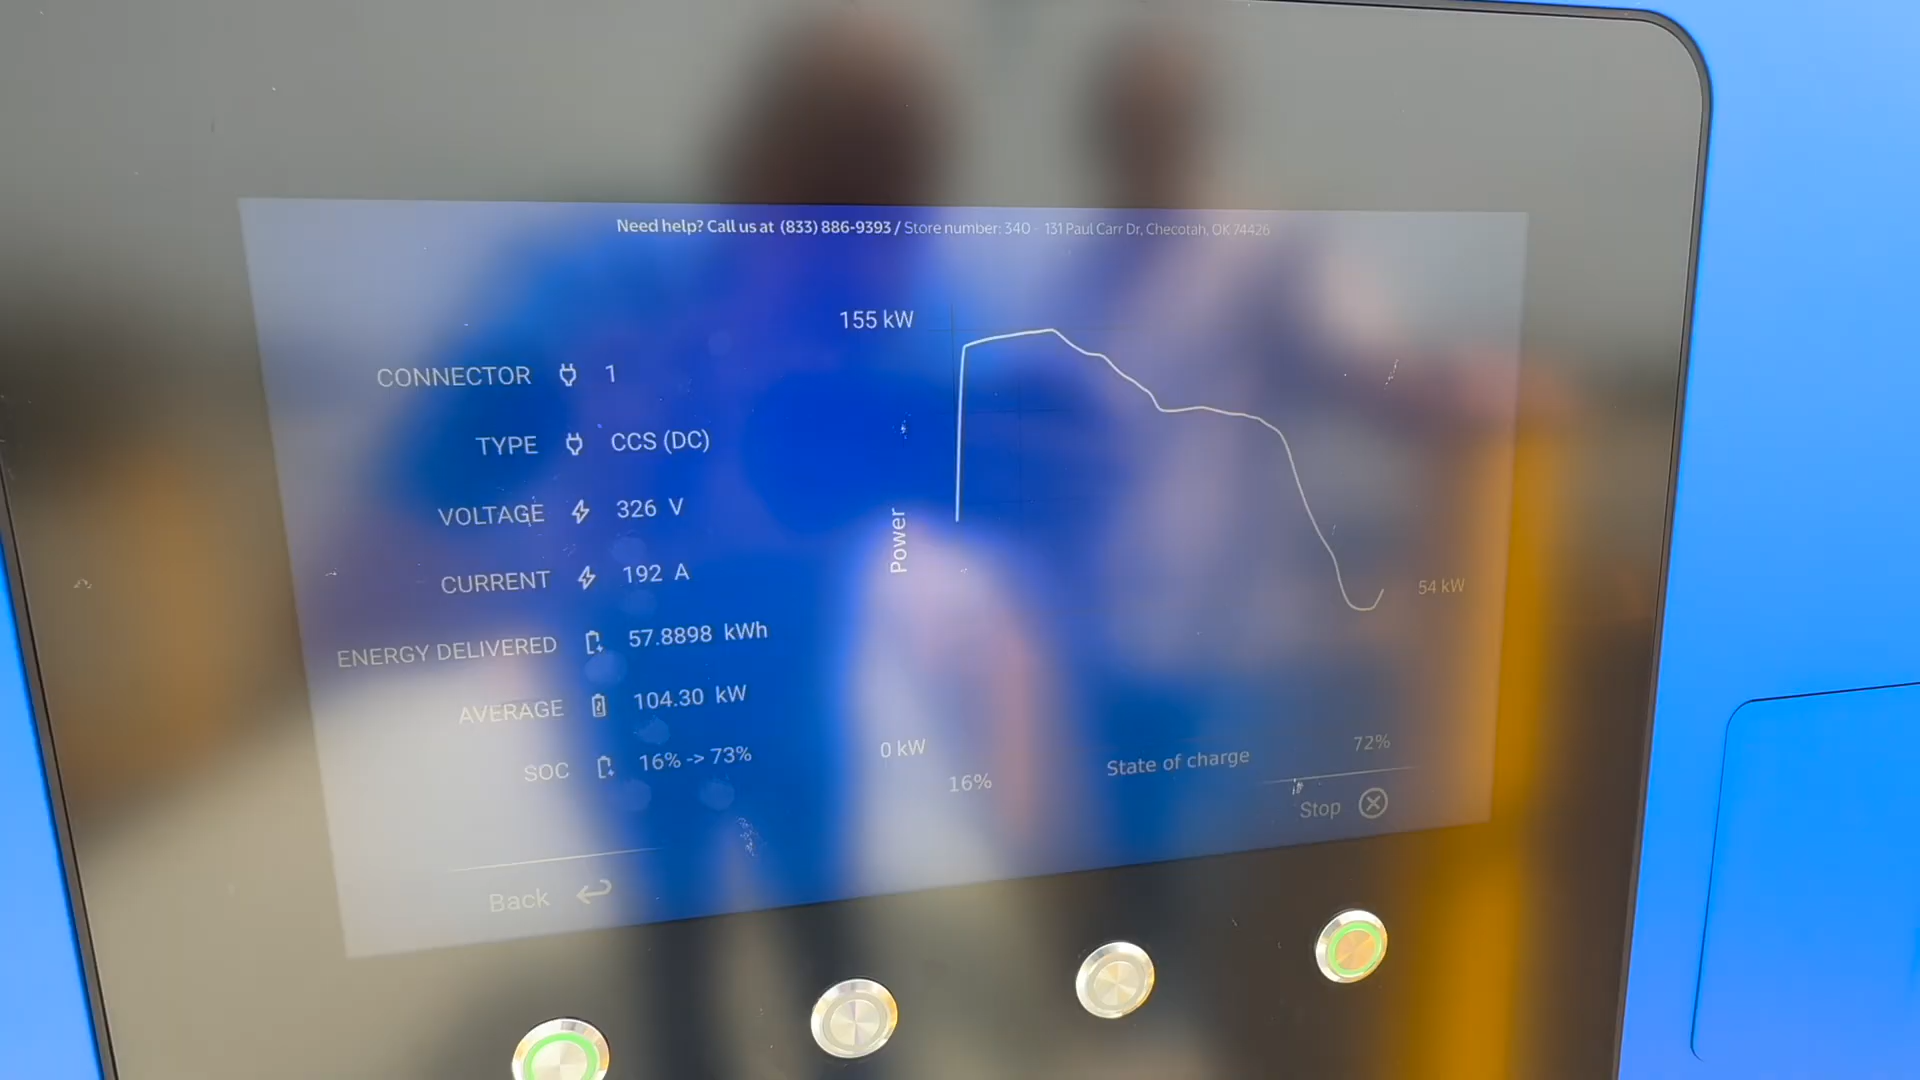 Need help? Call us at (833) 886-9393 / Store number: 340 - 131 Paul Carr Dr, Checotah, OK 74426
CONNECTOR 1
TYPE CCS (DC)
VOLTAGE 326 V
CURRENT 192 A
ENERGY DELIVERED 57.8898 kWh
AVERAGE 104.30 kW
SOC 16% -> 73%
Back
155 kW
Power
54 kW
0 kW
16%
State of charge
72%
Stop